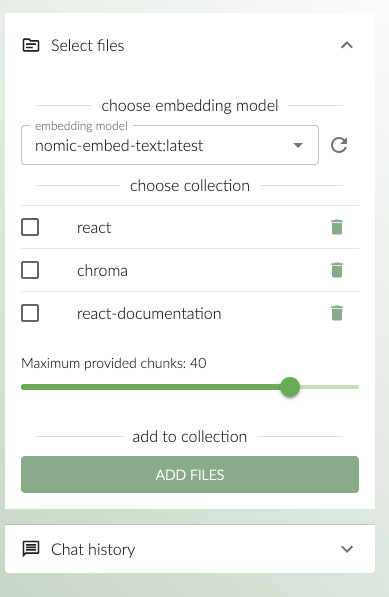 Select files
choose embedding model
embedding model
nomic-embed-text:latest
choose collection
react
chroma
react-documentation
Maximum provided chunks: 40
add to collection
ADD FILES
Chat history